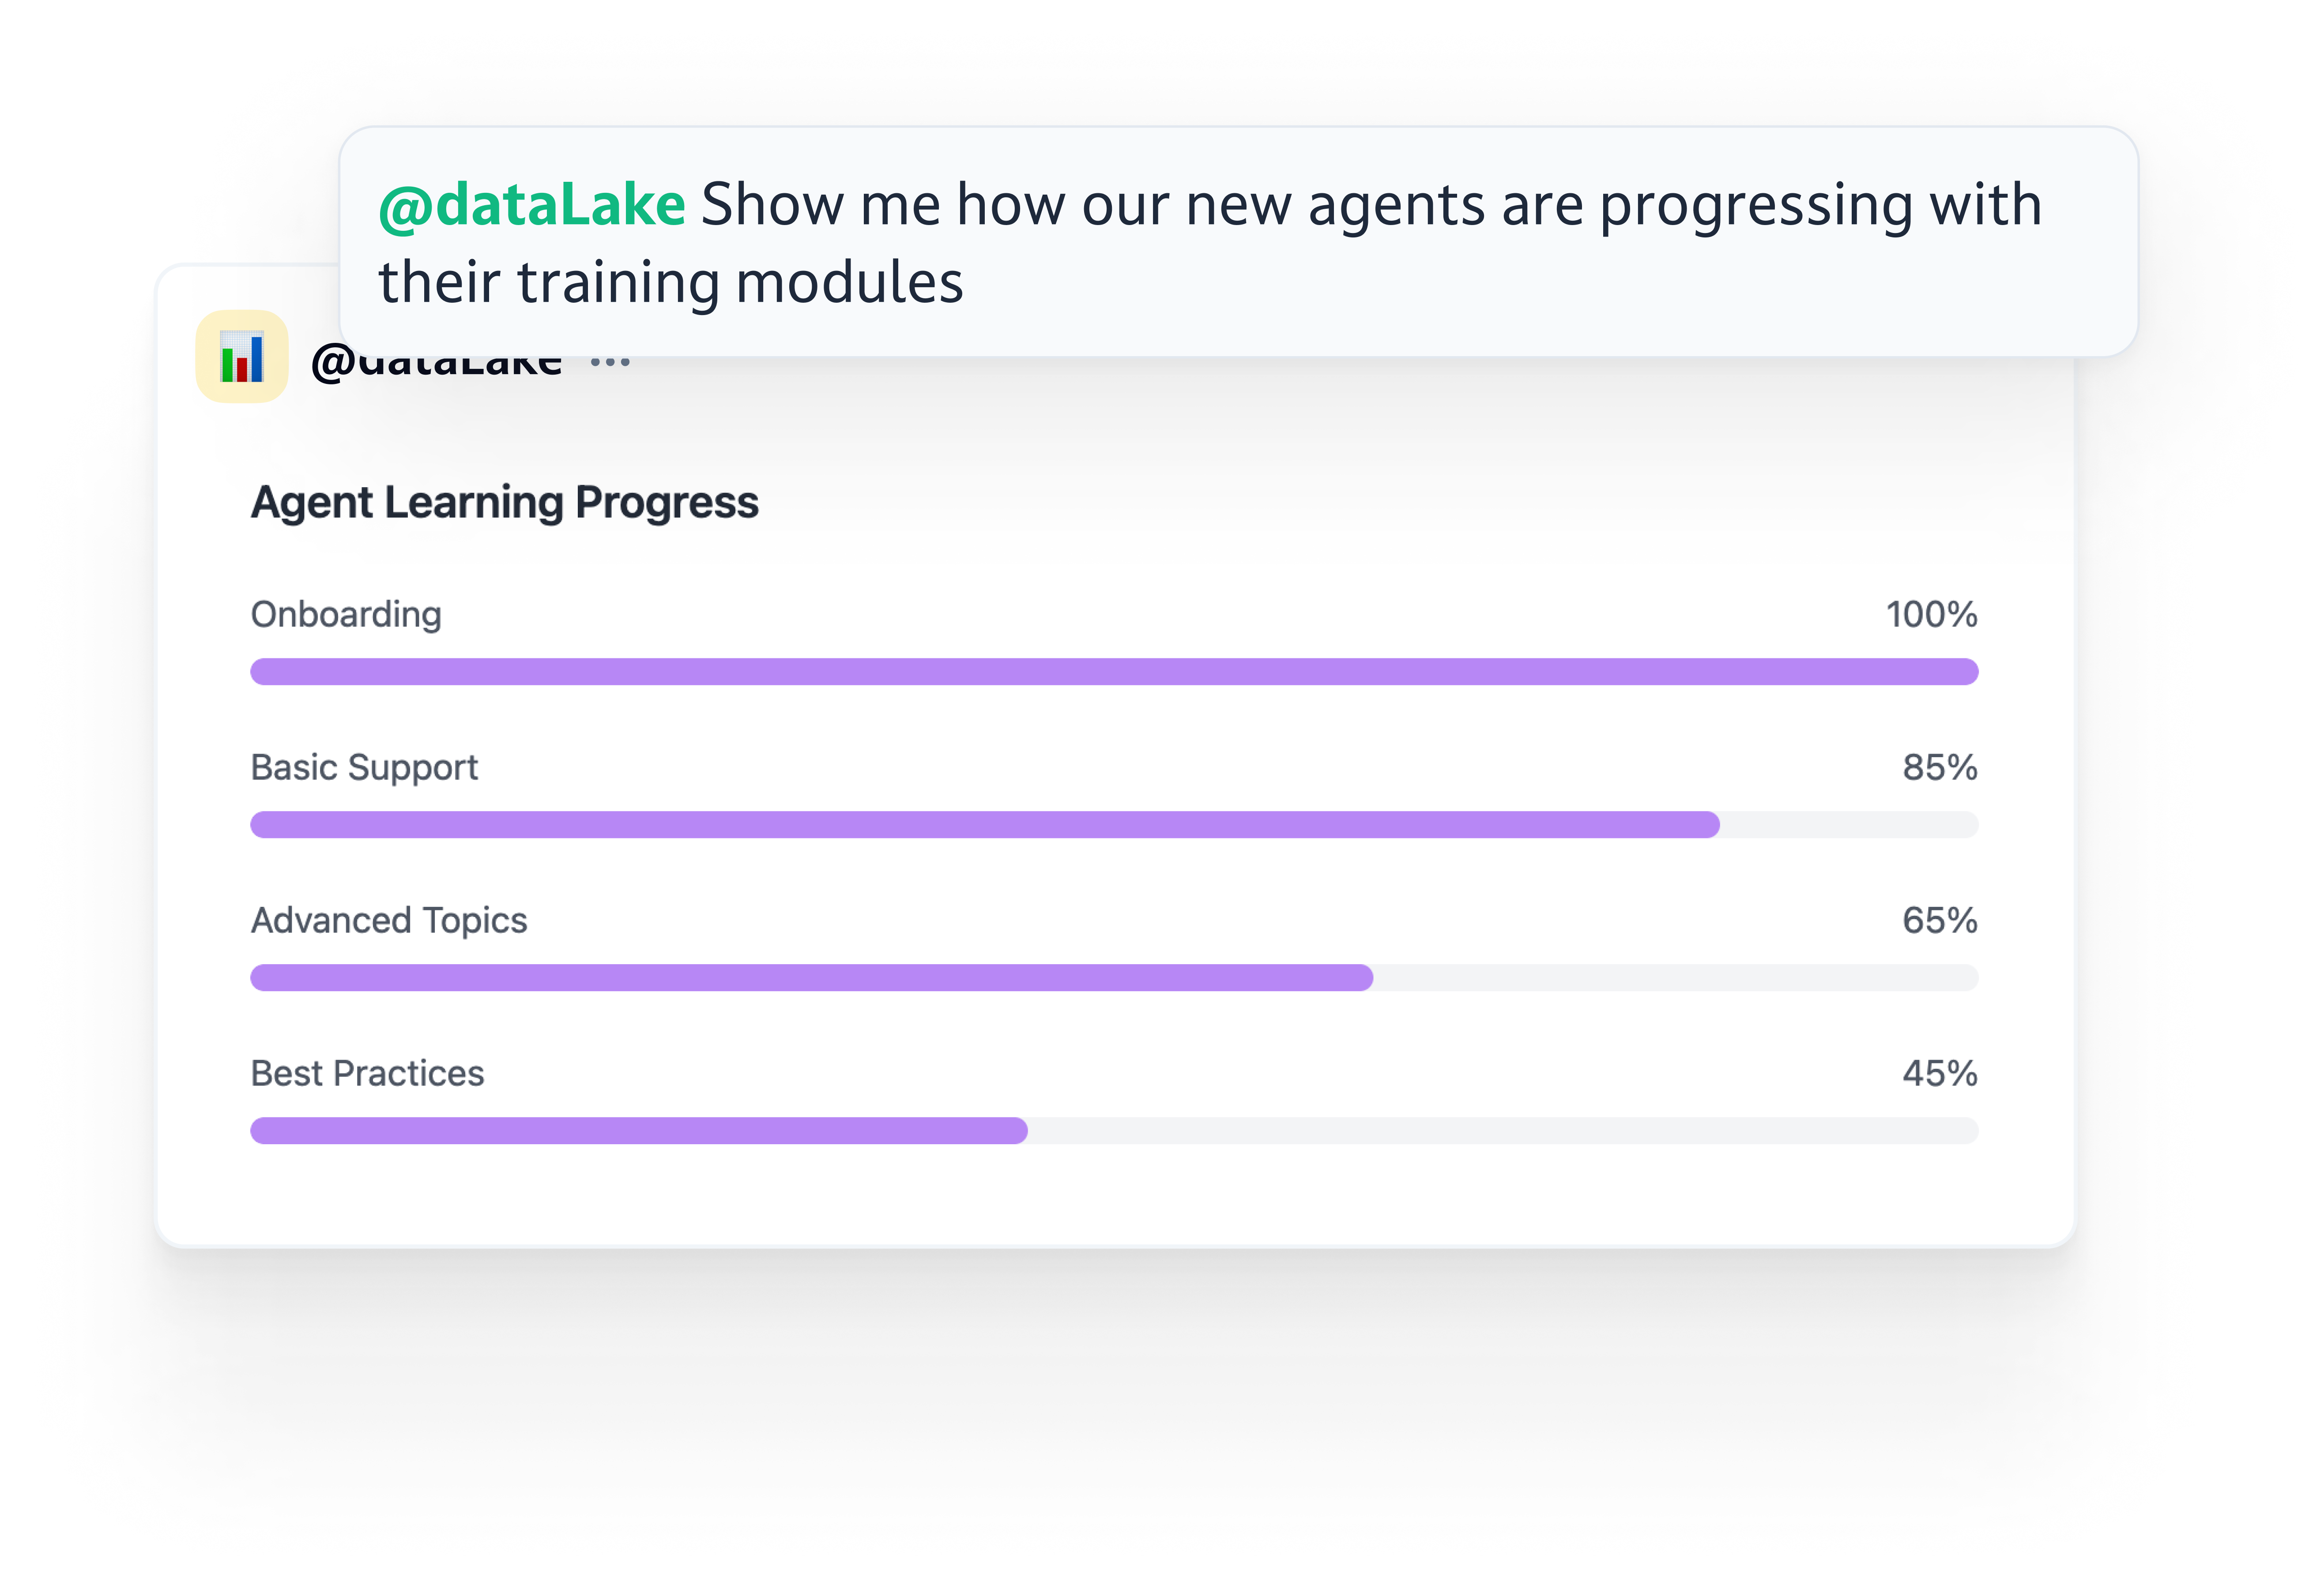 @dataLake Show me how our new agents are progressing with
their training modules
@dataLake
Agent Learning Progress
Onboarding 100%
Basic Support 85%
Advanced Topics 65%
Best Practices 45%